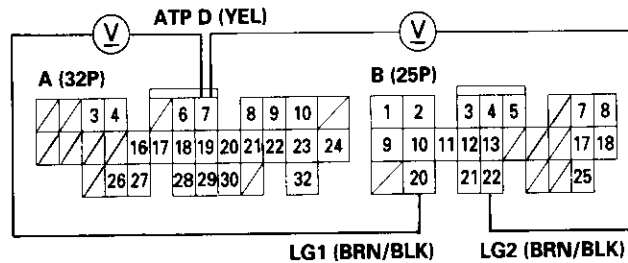 ATP D (YEL)
V V
A (32P) B (25P)
3 4 6 7 8 9 10 1 2 3 4 5 7 8
16 17 18 19 20 21 22 23 24 9 10 11 12 13 17 18
26 27 28 29 30 32 20 21 22 25
LG1 (BRN/BLK) LG2 (BRN/BLK)